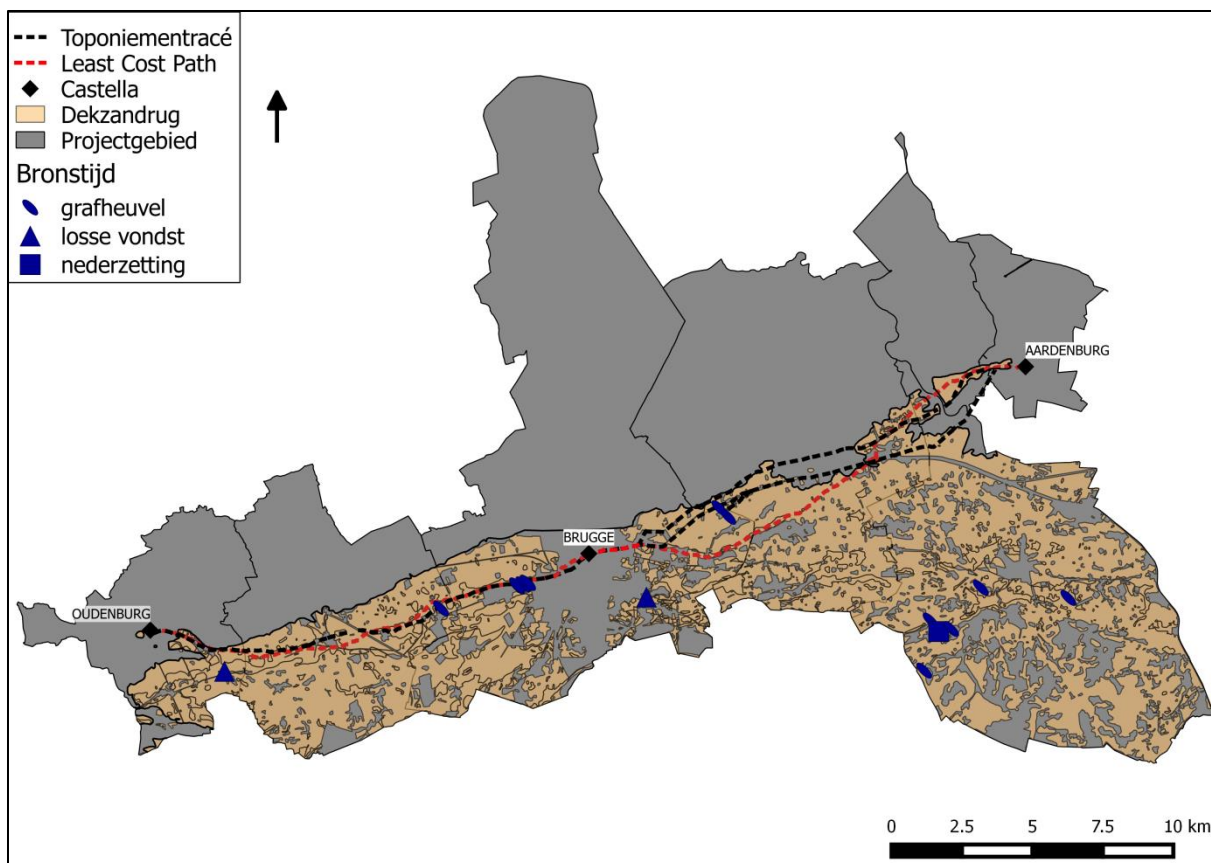 Toponiementracé
Least Cost Path
Castella
Dekzandrug
Projectgebied
Bronstijd
grafheuvel
losse vondst
nederzetting
AARDENBURG
BRUGGE
OUDENBURG
0 2.5 5 7.5 10 km